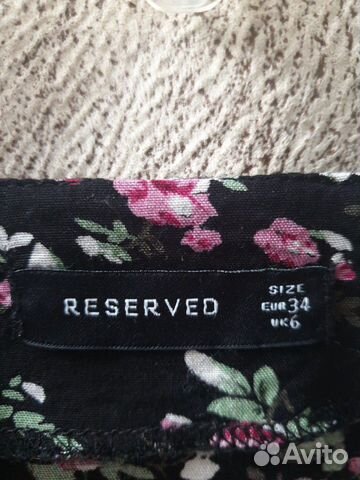 RESERVED
SIZE
EUR 34
UK 6
Avito